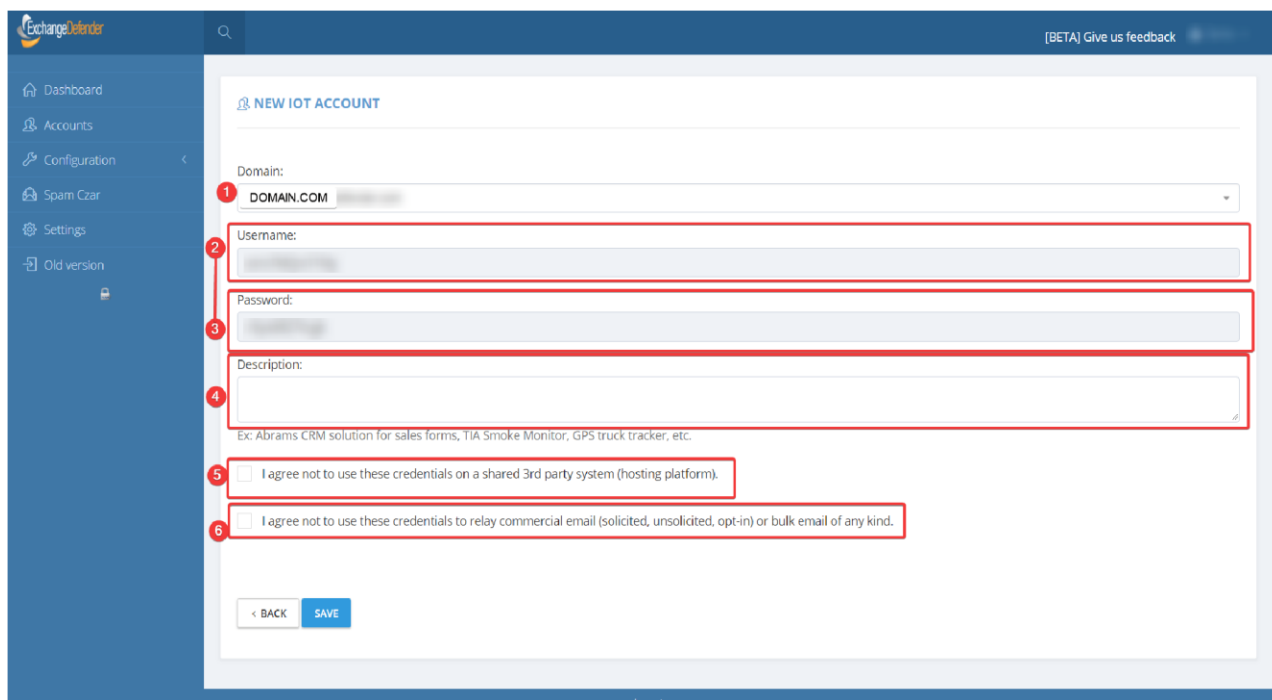 ExchangeDefender
[BETA] Give us feedback
Dashboard
Accounts
Configuration
Spam Czar
Settings
Old version
NEW IOT ACCOUNT
Domain:
1
DOMAIN.COM
Username:
2
Password:
3
Description:
4
Ex: Abrams CRM solution for sales forms, TIA Smoke Monitor, GPS truck tracker, etc.
5 I agree not to use these credentials on a shared 3rd party system (hosting platform).
6 I agree not to use these credentials to relay commercial email (solicited, unsolicited, opt-in) or bulk email of any kind.
< BACK
SAVE